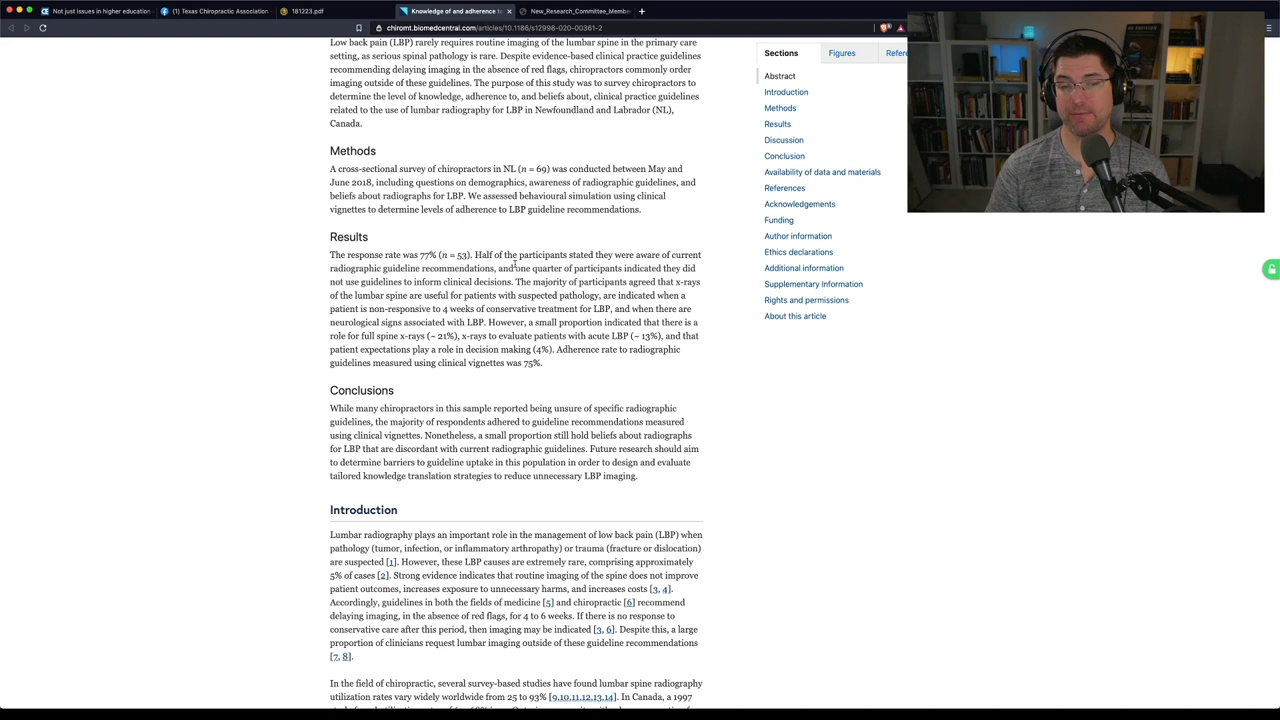 Not just issues in higher education
(1) Texas Chiropractic Association
181223.pdf
Knowledge of and adherence to
New_Research_Committee_Member
chiromt.biomedcentral.com/articles/10.1186/s12998-020-00361-2
Low back pain (LBP) rarely requires routine imaging of the lumbar spine in the primary care
setting, as serious spinal pathology is rare. Despite evidence-based clinical practice guidelines
recommending delaying imaging in the absence of red flags, chiropractors commonly order
imaging outside of these guidelines. The purpose of this study was to survey chiropractors to
determine the level of knowledge, adherence to, and beliefs about, clinical practice guidelines
related to the use of lumbar radiography for LBP in Newfoundland and Labrador (NL),
Canada.
Methods
A cross-sectional survey of chiropractors in NL (n = 69) was conducted between May and
June 2018, including questions on demographics, awareness of radiographic guidelines, and
beliefs about radiographs for LBP. We assessed behavioural simulation using clinical
vignettes to determine levels of adherence to LBP guideline recommendations.
Results
The response rate was 77% (n = 53). Half of the participants stated they were aware of current
radiographic guideline recommendations, and one quarter of participants indicated they did
not use guidelines to inform clinical decisions. The majority of participants agreed that x-rays
of the lumbar spine are useful for patients with suspected pathology, are indicated when a
patient is non-responsive to 4 weeks of conservative treatment for LBP, and when there are
neurological signs associated with LBP. However, a small proportion indicated that there is a
role for full spine x-rays (~ 21%), x-rays to evaluate patients with acute LBP (~ 13%), and that
patient expectations play a role in decision making (4%). Adherence rate to radiographic
guidelines measured using clinical vignettes was 75%.
Conclusions
While many chiropractors in this sample reported being unsure of specific radiographic
guidelines, the majority of respondents adhered to guideline recommendations measured
using clinical vignettes. Nonetheless, a small proportion still hold beliefs about radiographs
for LBP that are discordant with current radiographic guidelines. Future research should aim
to determine barriers to guideline uptake in this population in order to design and evaluate
tailored knowledge translation strategies to reduce unnecessary LBP imaging.
Introduction
Lumbar radiography plays an important role in the management of low back pain (LBP) when
pathology (tumor, infection, or inflammatory arthropathy) or trauma (fracture or dislocation)
are suspected [1]. However, these LBP causes are extremely rare, comprising approximately
5% of cases [2]. Strong evidence indicates that routine imaging of the spine does not improve
patient outcomes, increases exposure to unnecessary harms, and increases costs [3, 4].
Accordingly, guidelines in both the fields of medicine [5] and chiropractic [6] recommend
delaying imaging, in the absence of red flags, for 4 to 6 weeks. If there is no response to
conservative care after this period, then imaging may be indicated [3, 6]. Despite this, a large
proportion of clinicians request lumbar imaging outside of these guideline recommendations
[7, 8].
In the field of chiropractic, several survey-based studies have found lumbar spine radiography
utilization rates vary widely worldwide from 25 to 93% [9,10,11,12,13,14]. In Canada, a 1997
Sections
Figures
Refere
Abstract
Introduction
Methods
Results
Discussion
Conclusion
Availability of data and materials
References
Acknowledgements
Funding
Author information
Ethics declarations
Additional information
Supplementary Information
Rights and permissions
About this article